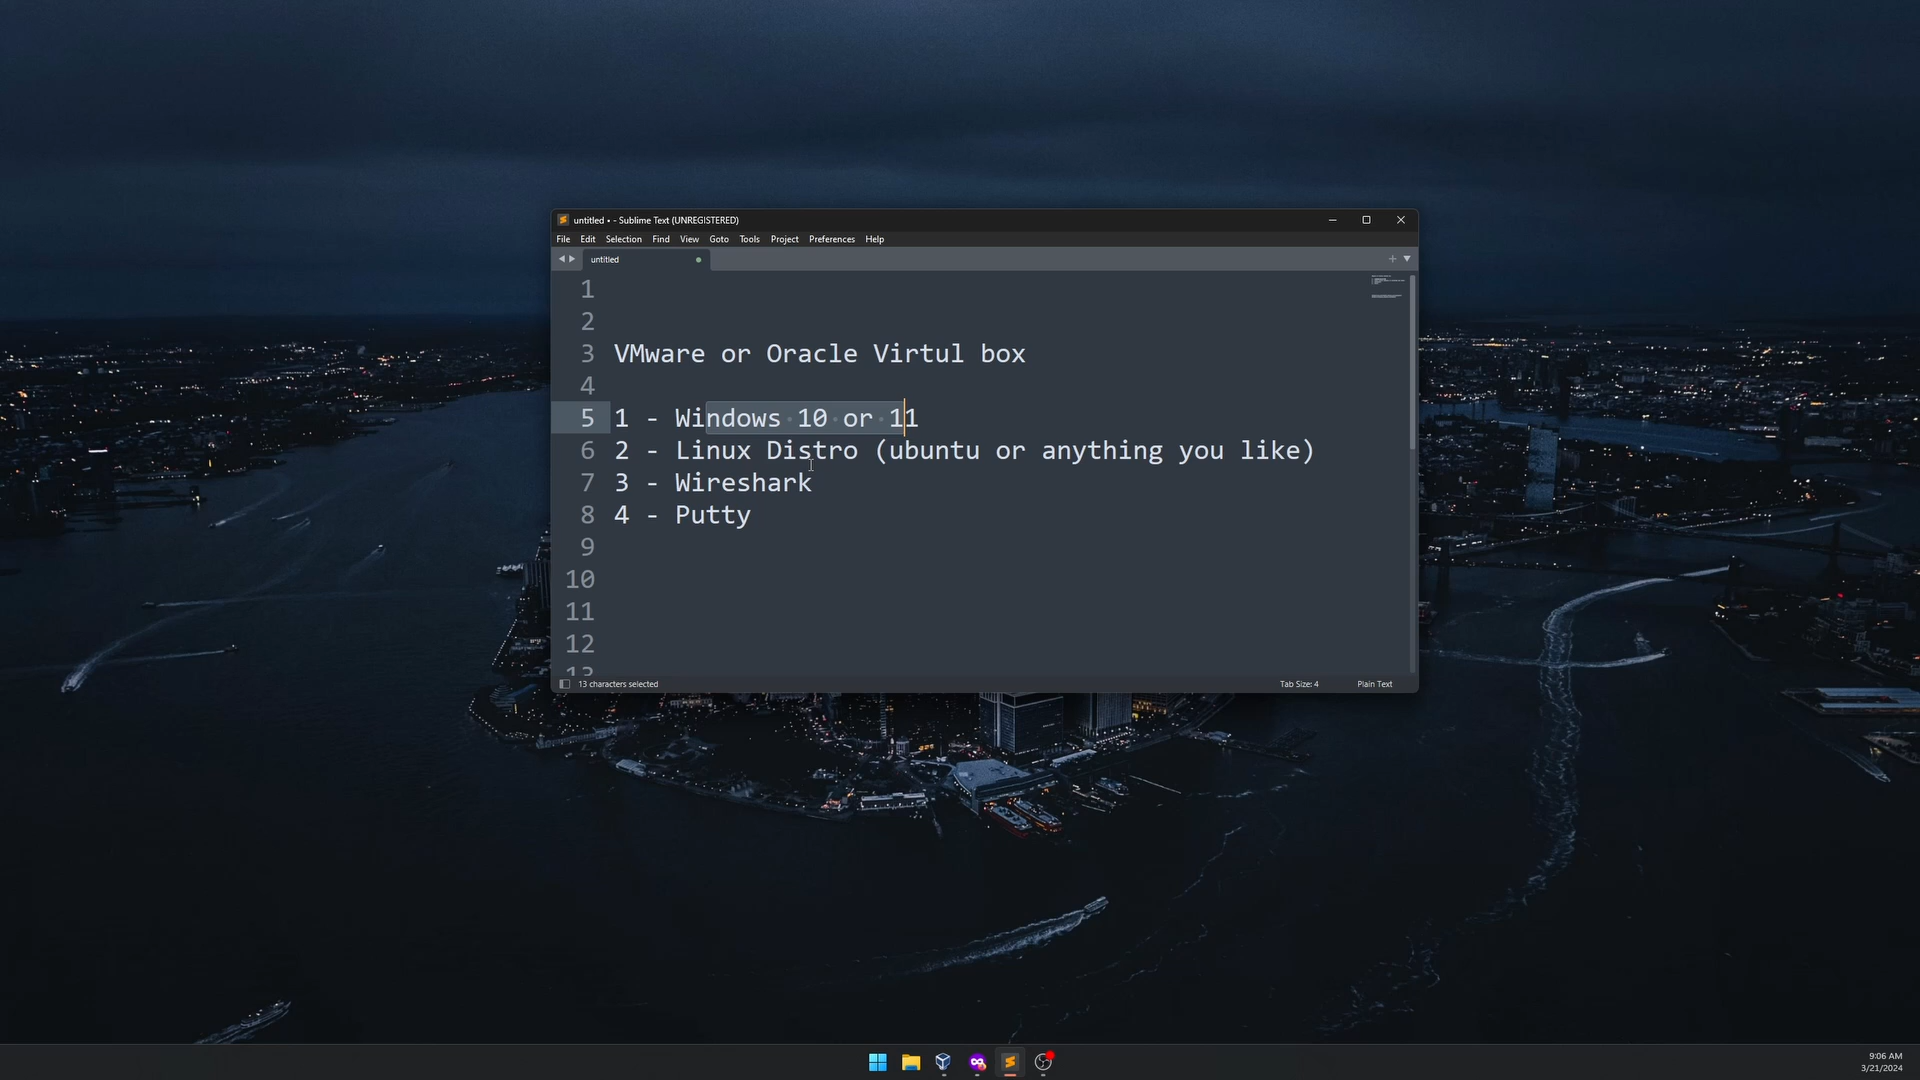 untitled • - Sublime Text (UNREGISTERED)
File Edit Selection Find View Goto Tools Project Preferences Help
untitled
1
2
3 VMware or Oracle Virtul box
4
5 1 - Windows 10 or 11
6 2 - Linux Distro (ubuntu or anything you like)
7 3 - Wireshark
8 4 - Putty
9
10
11
12
13
13 characters selected Tab Size: 4 Plain Text
9:06 AM
3/21/2024